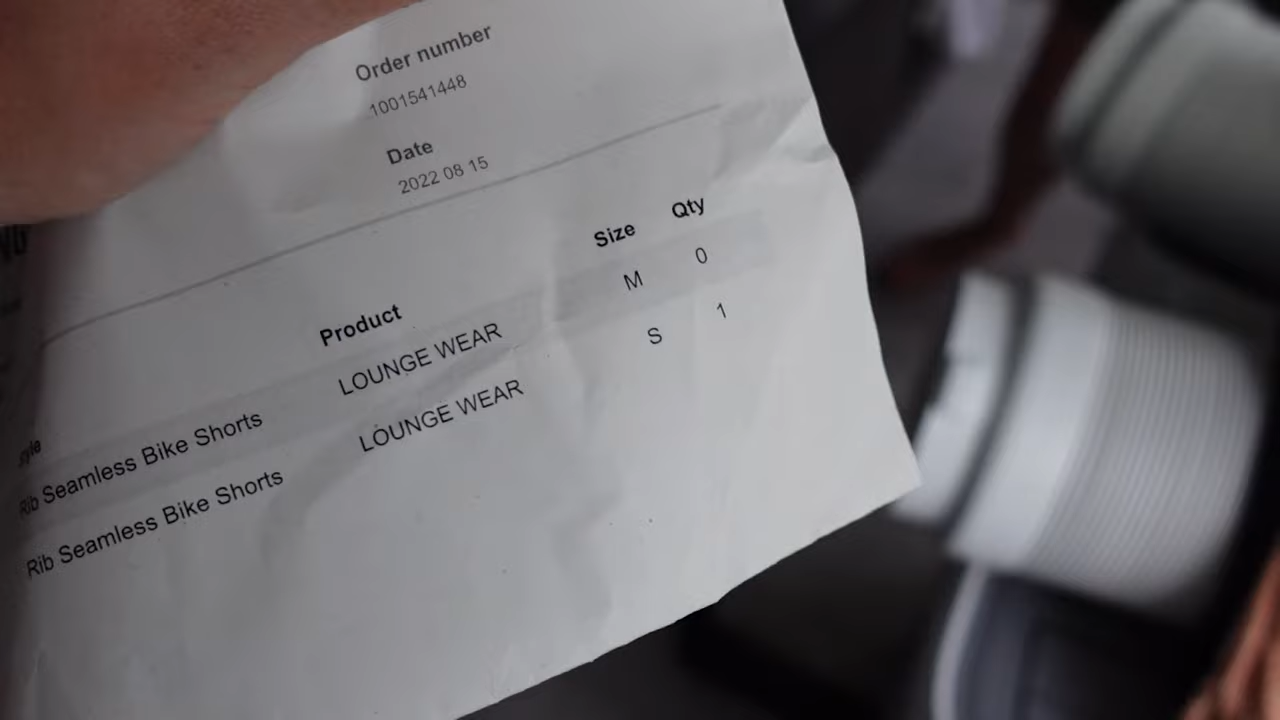 Order number
1001541448
Date
2022 08 15
Product Size Qty
Rib Seamless Bike Shorts LOUNGE WEAR M 0
Rib Seamless Bike Shorts LOUNGE WEAR S 1